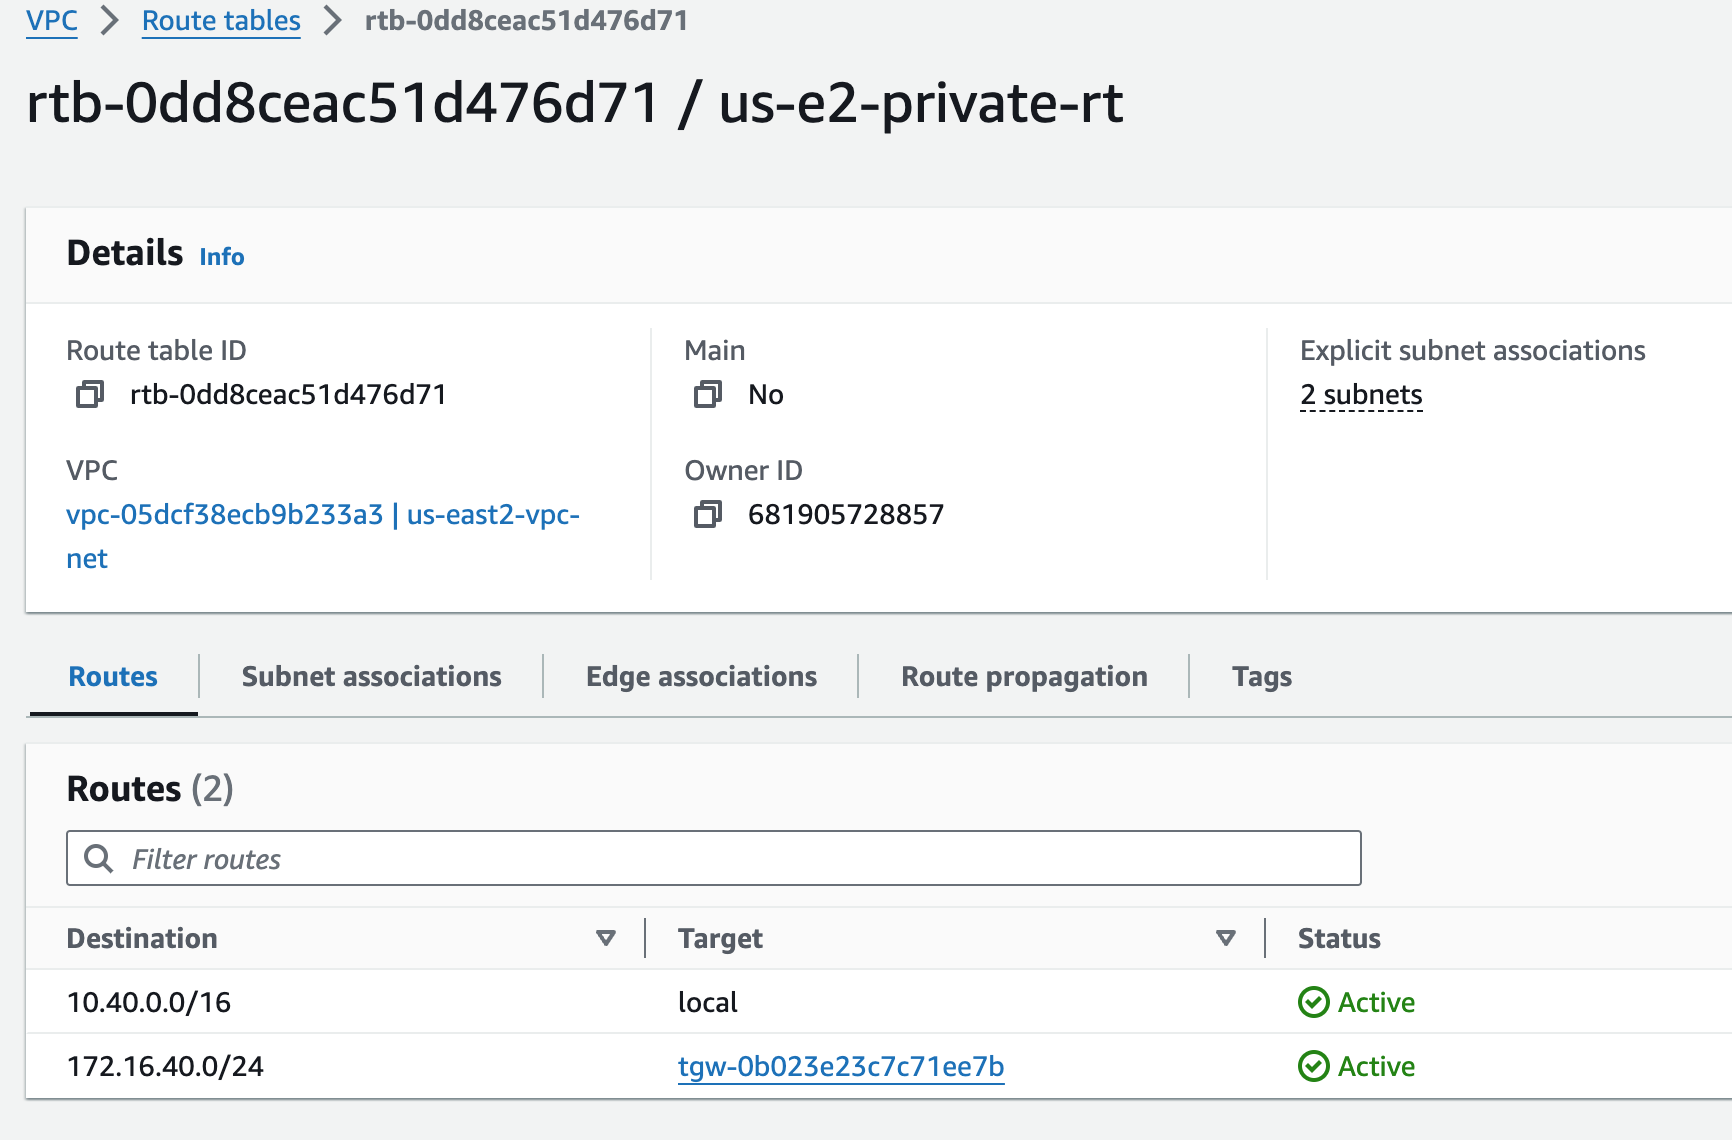 VPC > Route tables > rtb-0dd8ceac51d476d71
rtb-0dd8ceac51d476d71 / us-e2-private-rt
Details Info
Route table ID
rtb-0dd8ceac51d476d71
Main
No
Explicit subnet associations
2 subnets
VPC
vpc-05dcf38ecb9b233a3 | us-east2-vpc-
net
Owner ID
681905728857
Routes
Subnet associations
Edge associations
Route propagation
Tags
Routes (2)
Filter routes
Destination Target Status
10.40.0.0/16 local Active
172.16.40.0/24 tgw-0b023e23c7c71ee7b Active